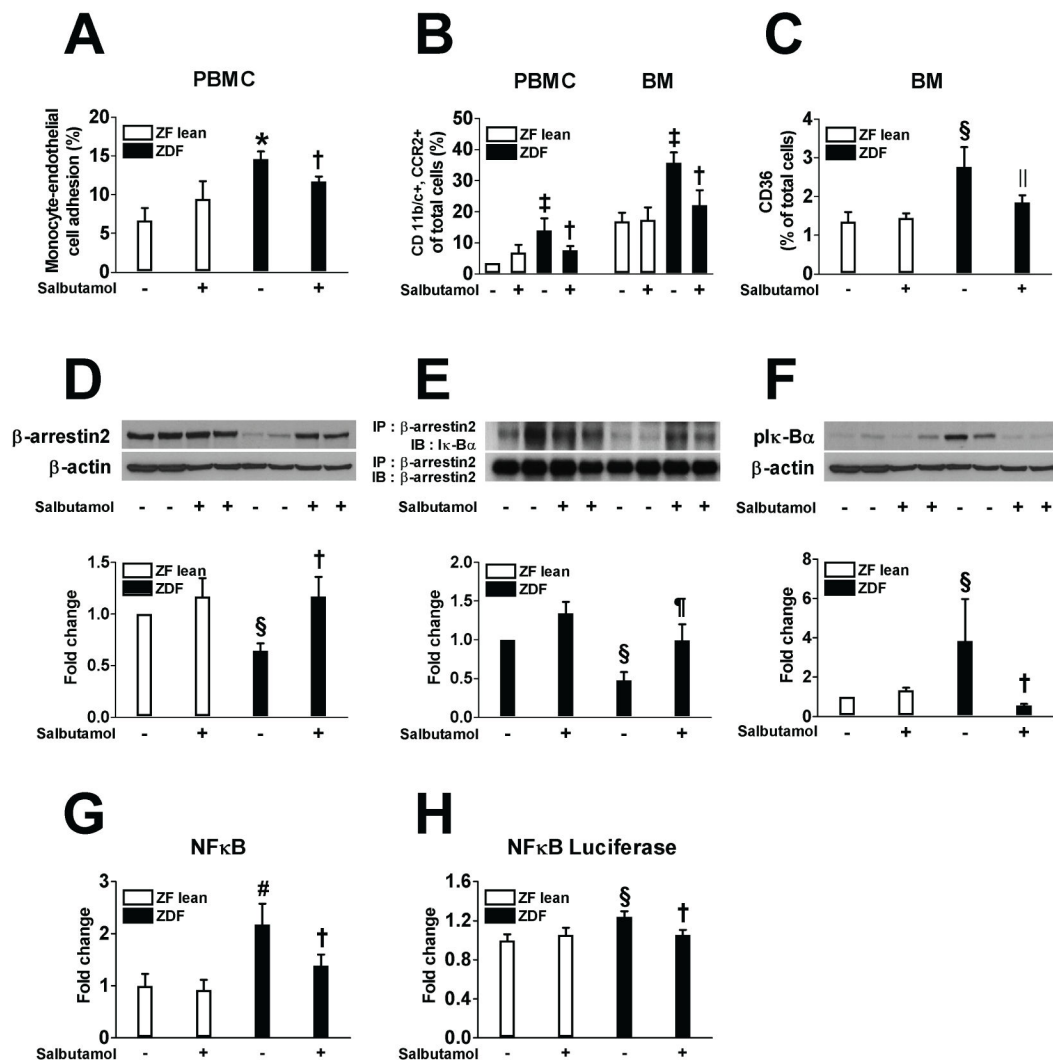 A
PBMC
Monocyte-endothelial
cell adhesion (%)
20
15
10
5
0
ZF lean
ZDF
*
†
Salbutamol - + - +
B
PBMC BM
CD 11b/c+, CCR2+
of total cells (%)
50
40
30
20
10
0
ZF lean
ZDF
‡ † ‡ †
Salbutamol - + - + - + - +
C
BM
CD36
(% of total cells)
4
3
2
1
0
ZF lean
ZDF
§
||
Salbutamol - + - +
D
β-arrestin2
β-actin
Salbutamol - - + + - - + +
Fold change
1.5
1.0
0.5
0.0
ZF lean
ZDF
§
†
Salbutamol - + - +
E
IP : β-arrestin2
IB : Iκ-Bα
IP : β-arrestin2
IB : β-arrestin2
Salbutamol - - + + - - + +
Fold change
2.0
1.5
1.0
0.5
0.0
ZF lean
ZDF
§
¶
Salbutamol - + - +
F
pIκ-Bα
β-actin
Salbutamol - - + + - - + +
Fold change
8
6
4
2
0
ZF lean
ZDF
§
†
Salbutamol - + - +
G
NFκB
Fold change
3
2
1
0
ZF lean
ZDF
#
†
Salbutamol - + - +
H
NFκB Luciferase
Fold change
1.6
1.2
0.8
0.4
0.0
ZF lean
ZDF
§
†
Salbutamol - + - +